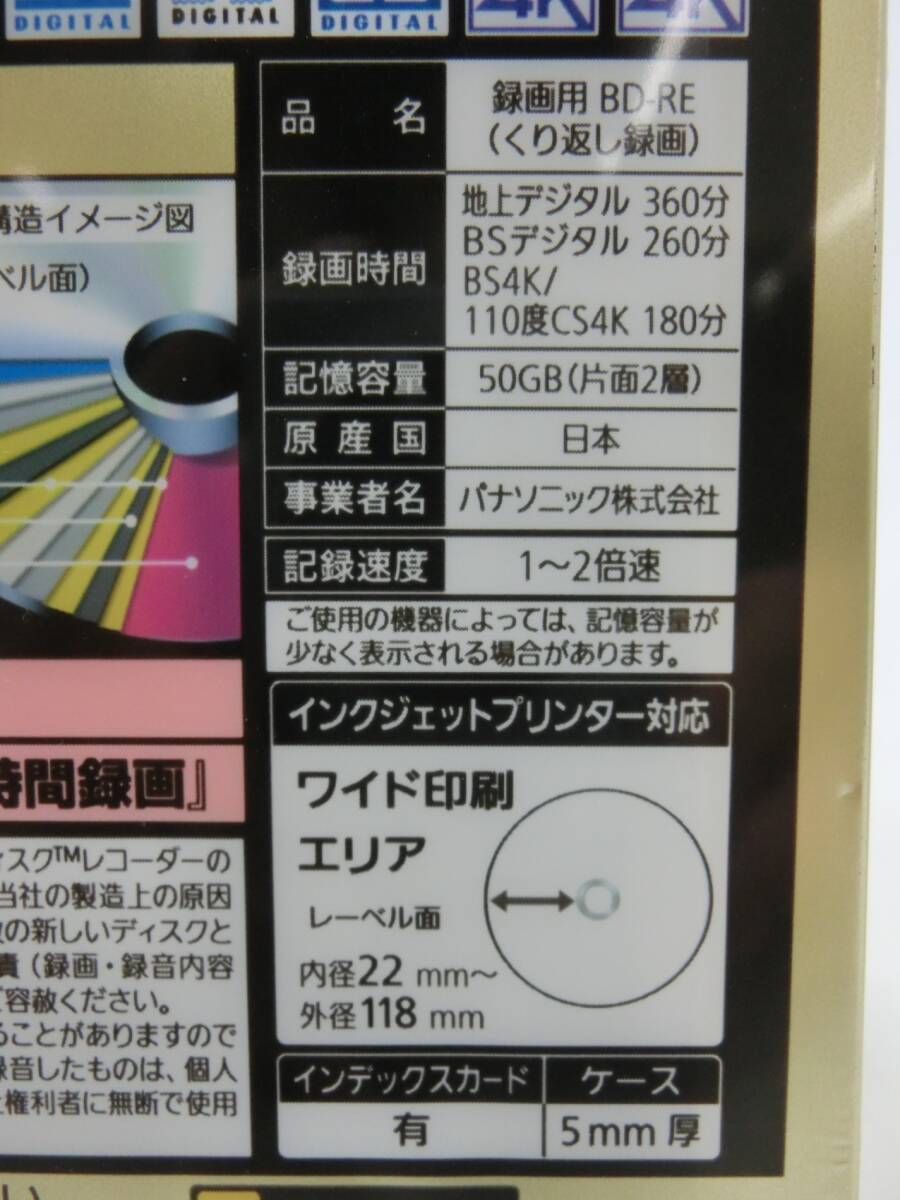 DIGITAL
DIGITAL
DIGITAL
4K
4K
構造イメージ図
ベル面）
品名
録画用 BD-RE
（くり返し録画）
録画時間
地上デジタル 360分
BSデジタル 260分
BS4K/
110度CS4K 180分
記憶容量
50GB（片面2層）
原産国
日本
事業者名
パナソニック株式会社
記録速度
1〜2倍速
ご使用の機器によっては、記憶容量が
少なく表示される場合があります。
インクジェットプリンター対応
ワイド印刷
エリア
レーベル面
内径22 mm〜
外径118 mm
インデックスカード
ケース
有
5mm厚
時間録画』
ィスク™レコーダーの
当社の製造上の原因
の新しいディスクと
責（録画・録音内容
ご容赦ください。
ることがありますので
録音したものは、個人
権利者に無断で使用
い